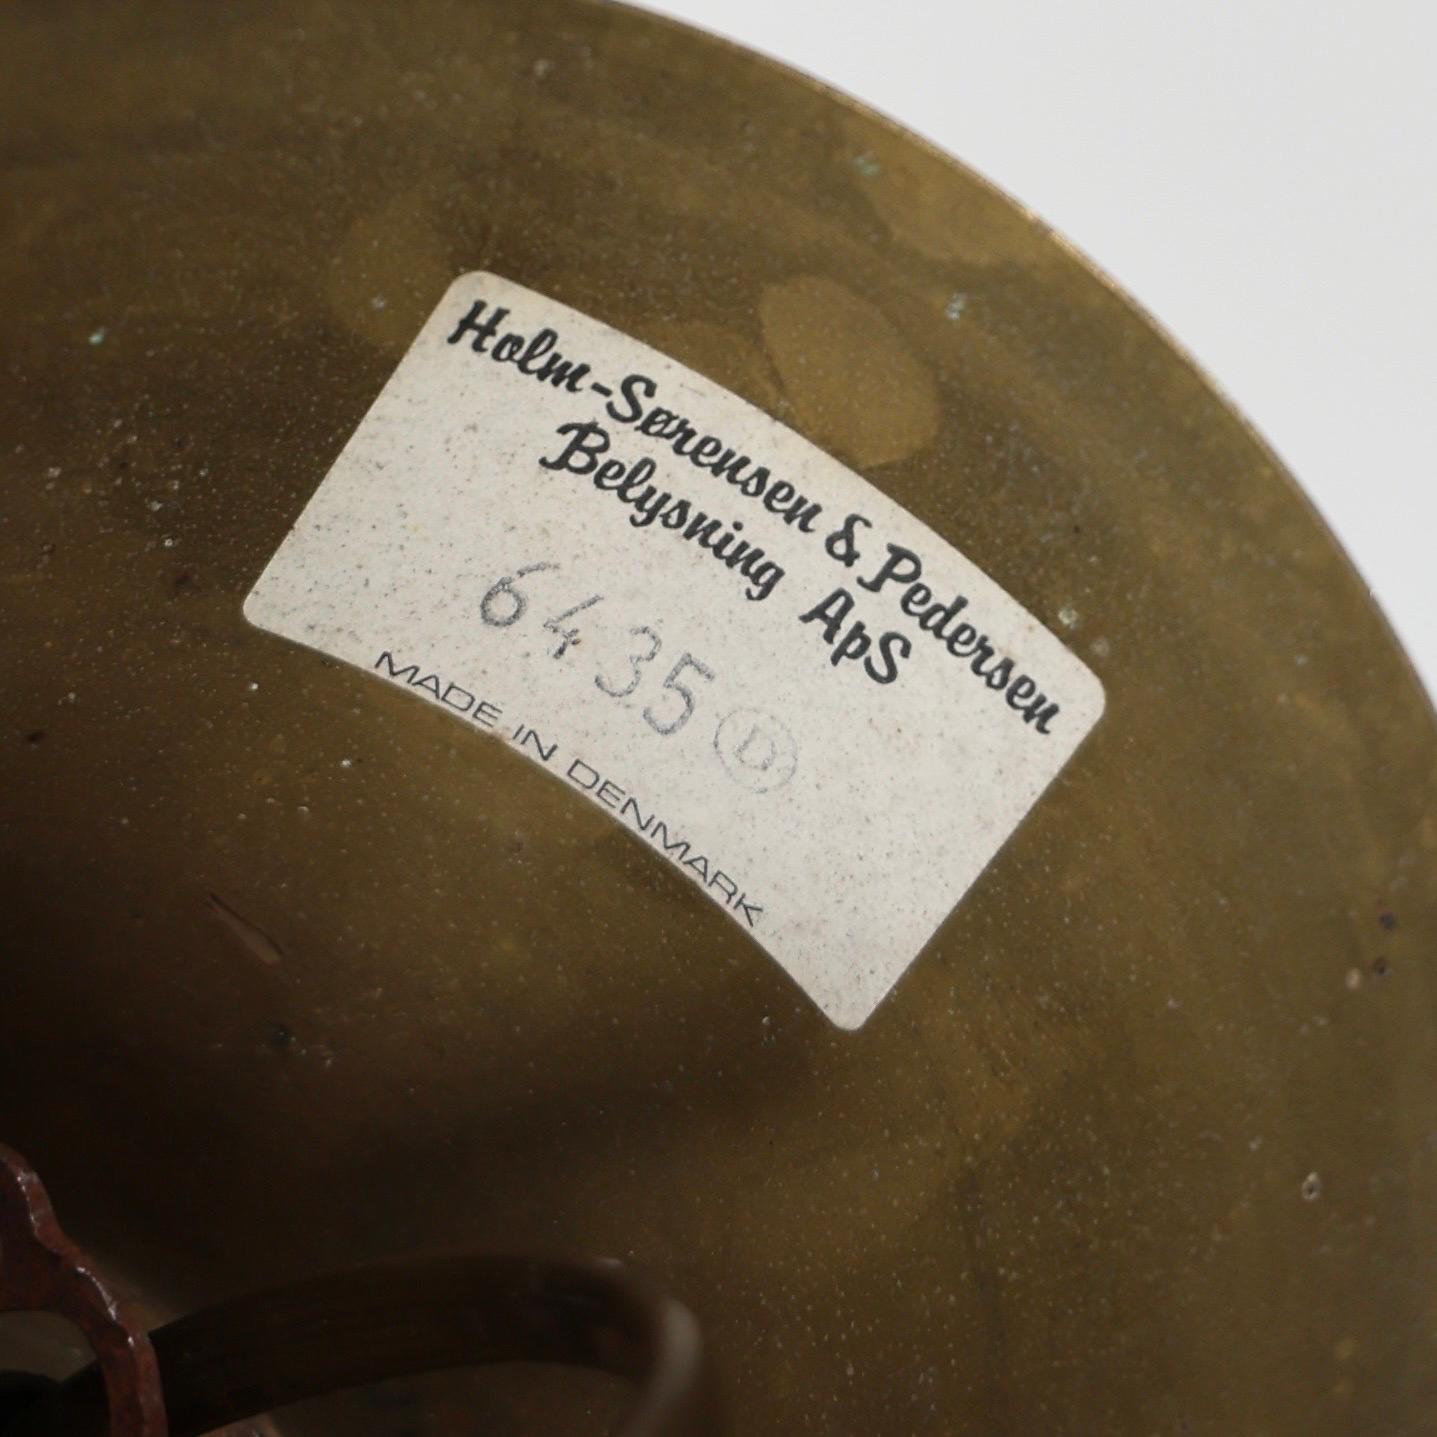 Holm-Sørensen & Pedersen
Belysning ApS
6435 D
MADE IN DENMARK